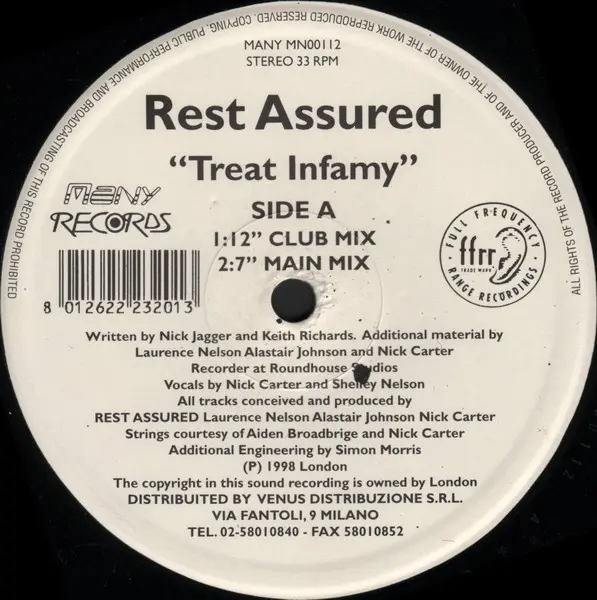 ALL RIGHTS OF THE RECORD PRODUCER AND OF THE OWNER OF THE WORK REPRODUCED RESERVED. COPYING, PUBLIC PERFORMANCE AND BROADCASTING OF THIS RECORD PROHIBITED
MANY MN00112
STEREO 33 RPM
Rest Assured
“Treat Infamy”
SIDE A
1:12” CLUB MIX
2:7” MAIN MIX
MANY
RECORDS
8 012622 232013
FULL FREQUENCY
ffrr
TRADE MARK
RANGE RECORDINGS
Written by Nick Jagger and Keith Richards. Additional material by
Laurence Nelson Alastair Johnson and Nick Carter
Recorder at Roundhouse Studios
Vocals by Nick Carter and Shelley Nelson
All tracks conceived and produced by
REST ASSURED Laurence Nelson Alastair Johnson Nick Carter
Strings courtesy of Aiden Broadbrige and Nick Carter
Additional Engineering by Simon Morris
(P) 1998 London
The copyright in this sound recording is owned by London
DISTRIBUITED BY VENUS DISTRIBUZIONE S.R.L.
VIA FANTOLI, 9 MILANO
TEL. 02-58010840 - FAX 58010852